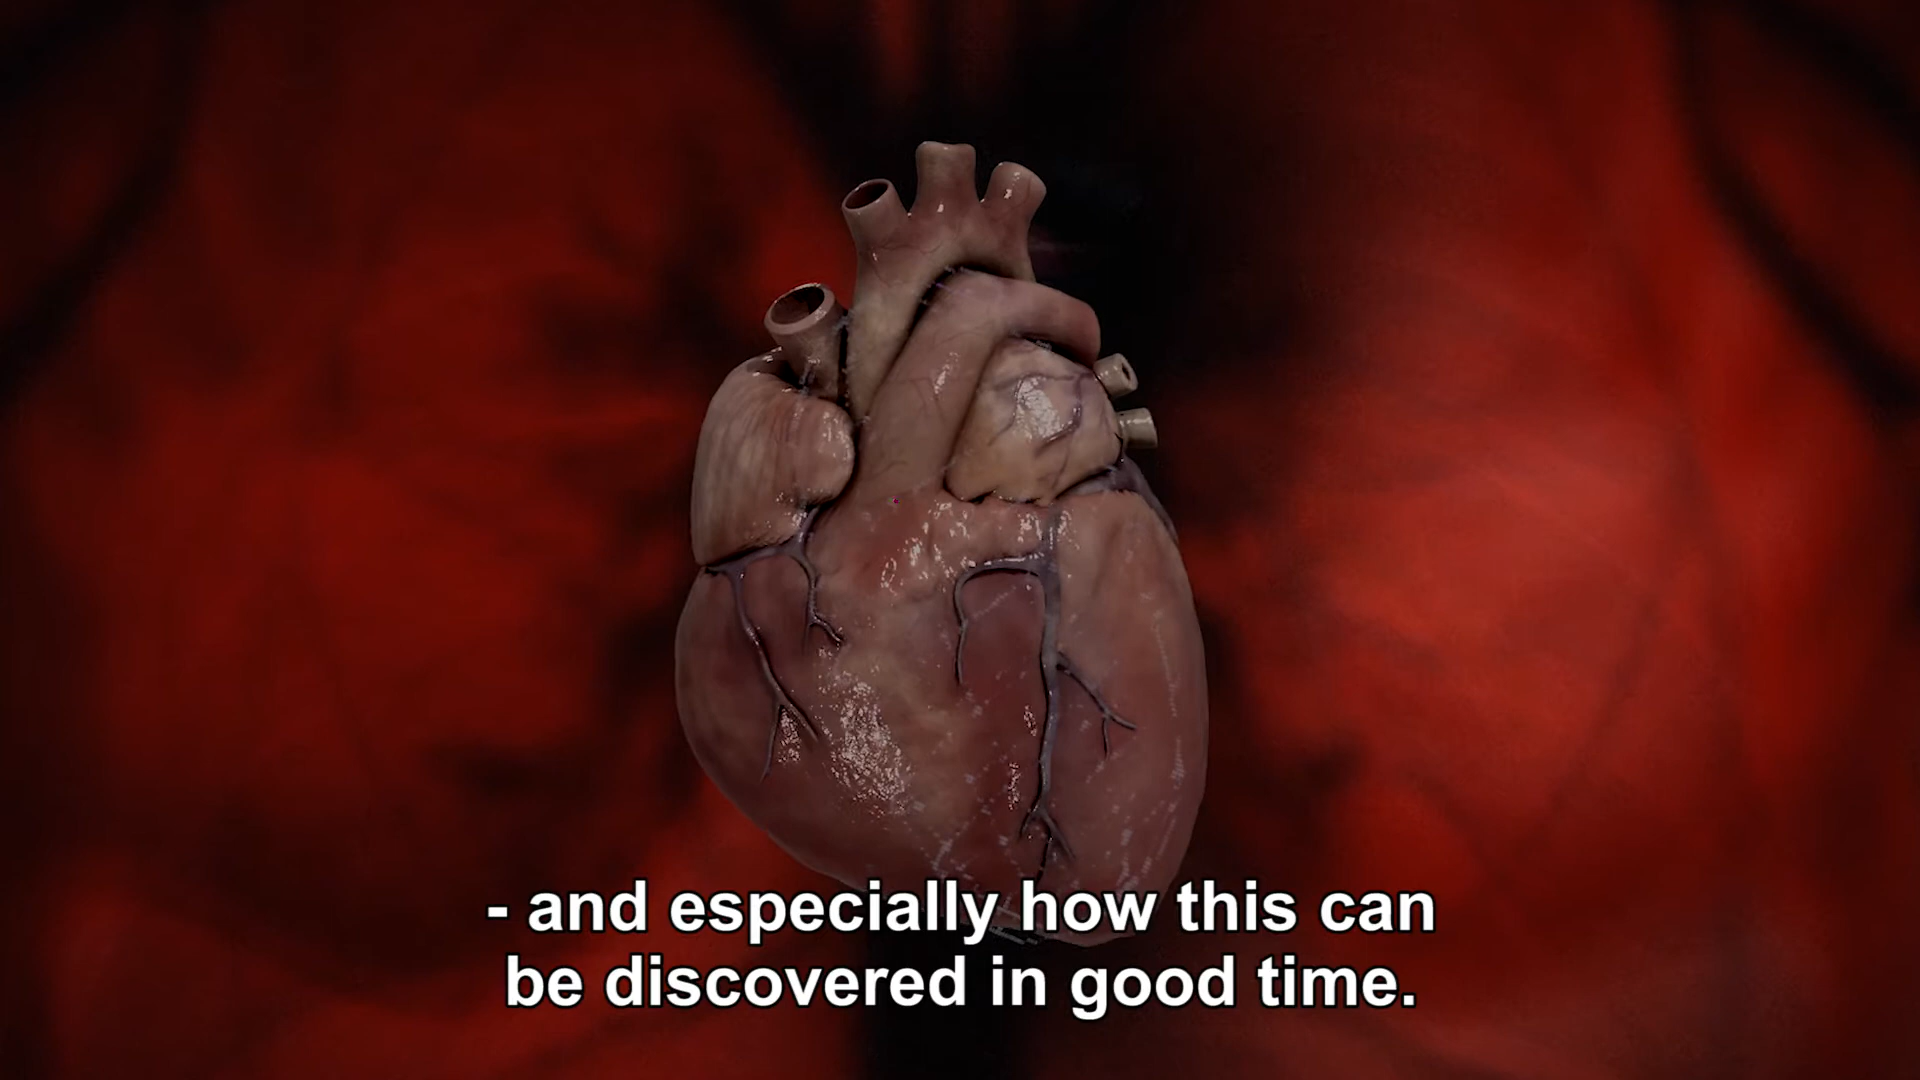 - and especially how this can
be discovered in good time.